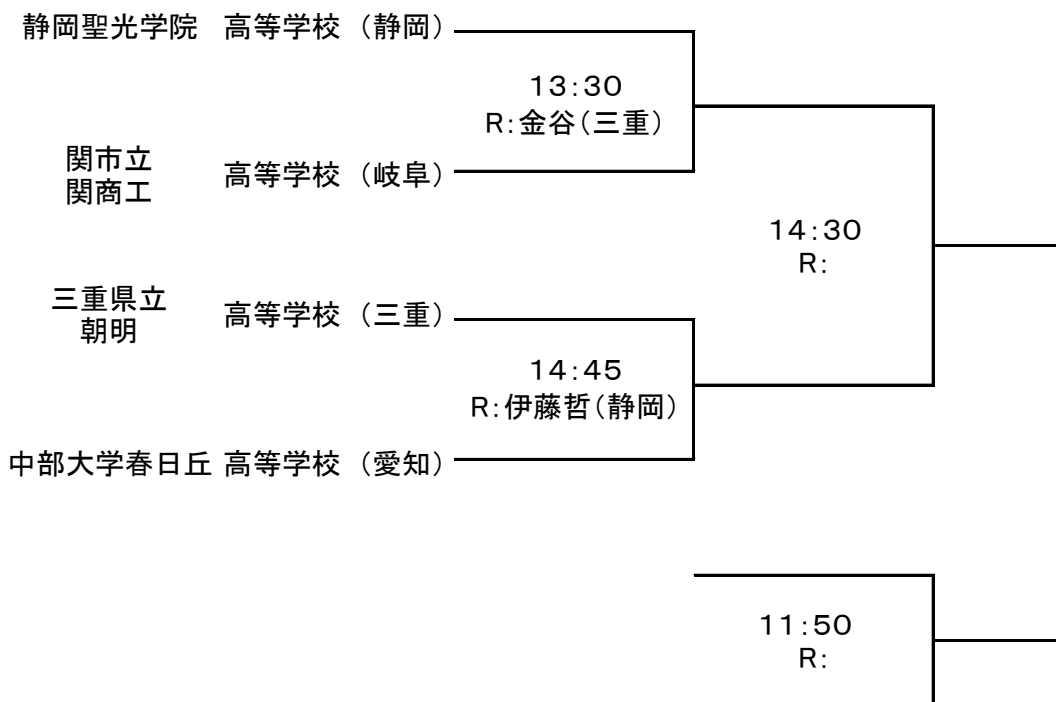 静岡聖光学院 高等学校 （静岡）
13:30
R:金谷(三重)
関市立
関商工
高等学校 （岐阜）
14:30
R:
三重県立
朝明
高等学校 （三重）
14:45
R:伊藤哲(静岡)
中部大学春日丘 高等学校 （愛知）
11:50
R: